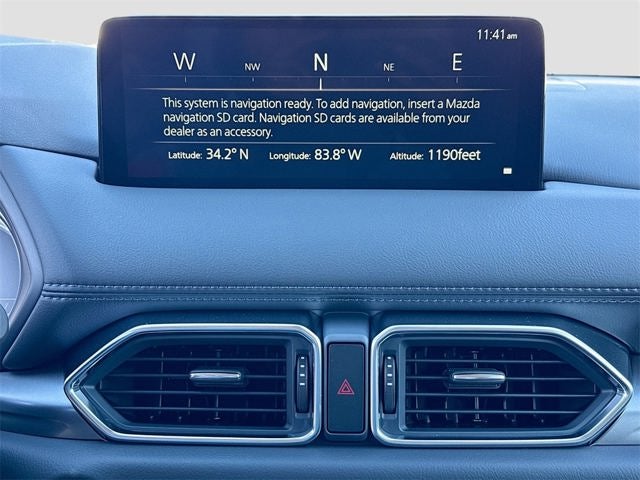 11:41 am
W NW N NE E
This system is navigation ready. To add navigation, insert a Mazda
navigation SD card. Navigation SD cards are available from your
dealer as an accessory.
Latitude: 34.2° N Longitude: 83.8° W Altitude: 1190feet